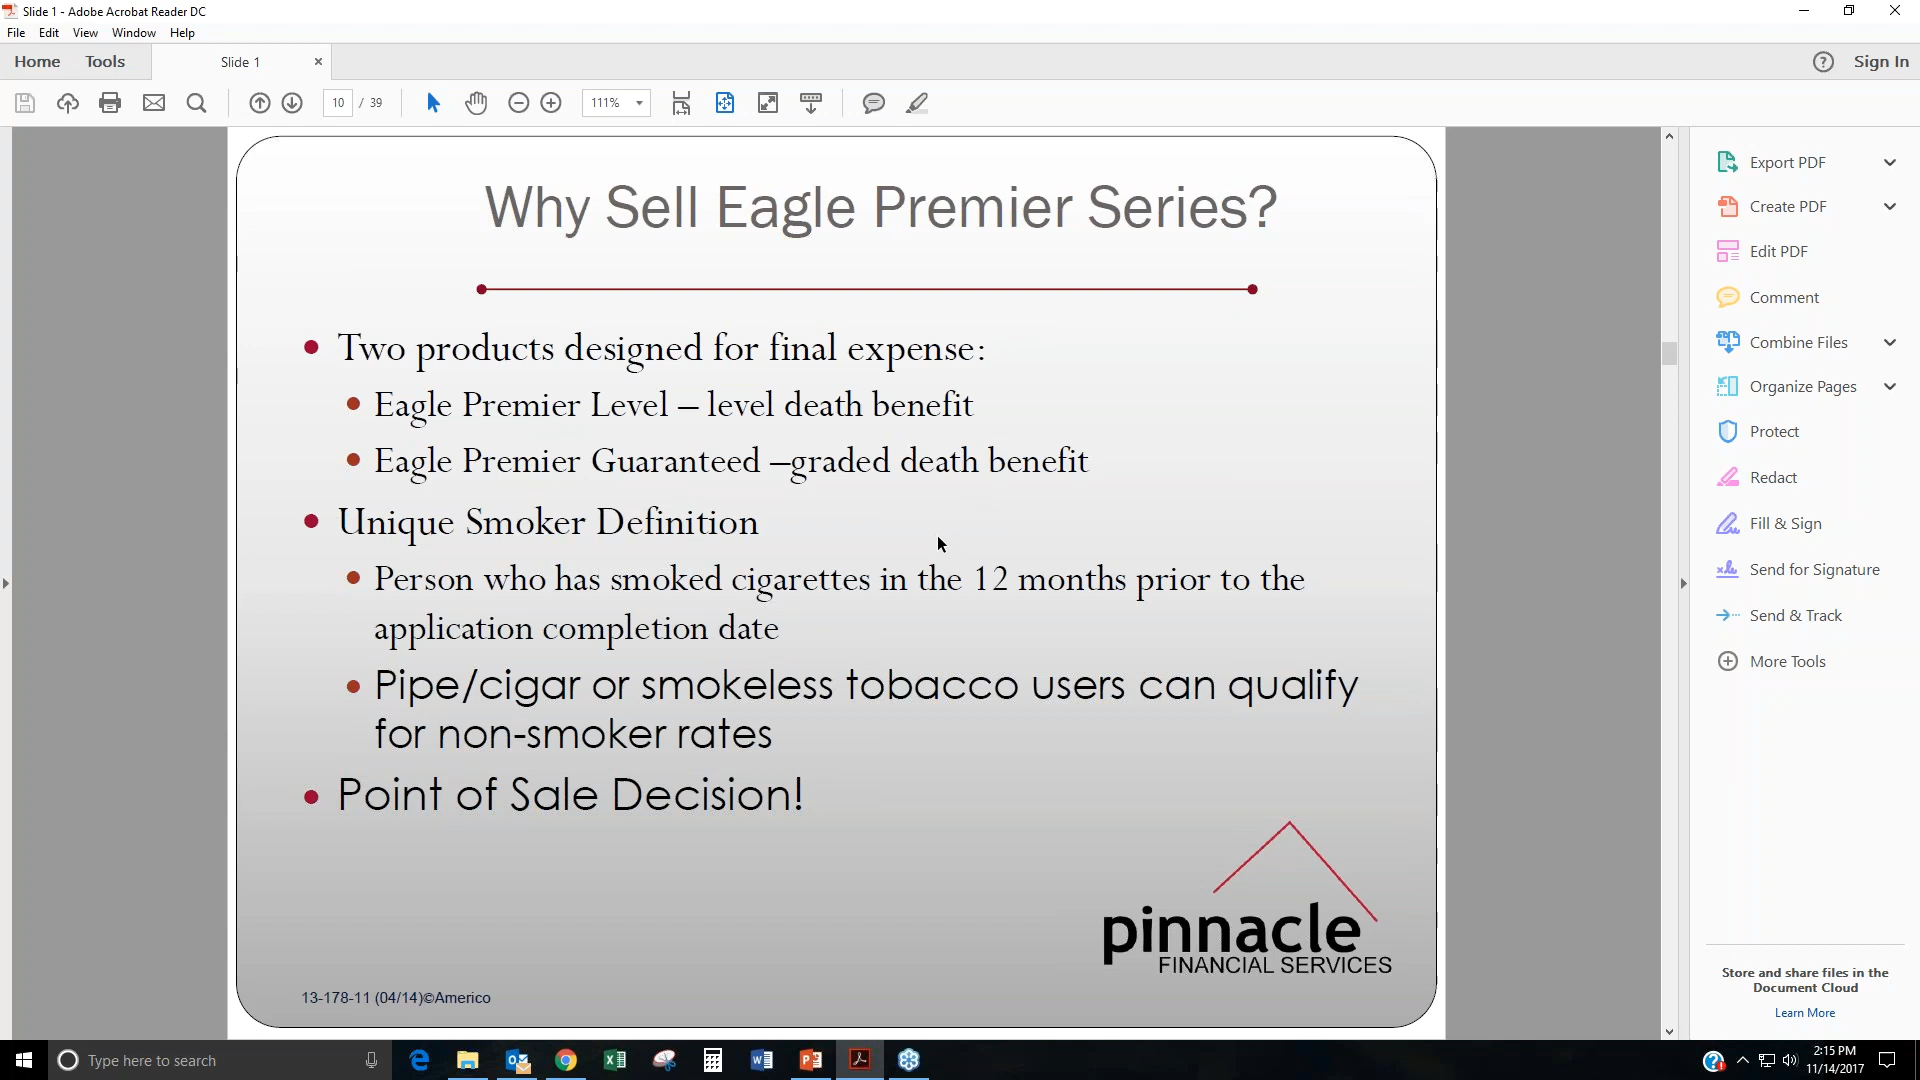 Slide 1 - Adobe Acrobat Reader DC
File Edit View Window Help
Home Tools Slide 1 Sign In
10 / 39 111%
Why Sell Eagle Premier Series?
Two products designed for final expense:
Eagle Premier Level – level death benefit
Eagle Premier Guaranteed –graded death benefit
Unique Smoker Definition
Person who has smoked cigarettes in the 12 months prior to the
application completion date
Pipe/cigar or smokeless tobacco users can qualify
for non-smoker rates
Point of Sale Decision!
pinnacle
FINANCIAL SERVICES
13-178-11 (04/14)©Americo
Export PDF
Create PDF
Edit PDF
Comment
Combine Files
Organize Pages
Protect
Redact
Fill & Sign
Send for Signature
Send & Track
More Tools
Store and share files in the
Document Cloud
Learn More
Type here to search
2:15 PM
11/14/2017